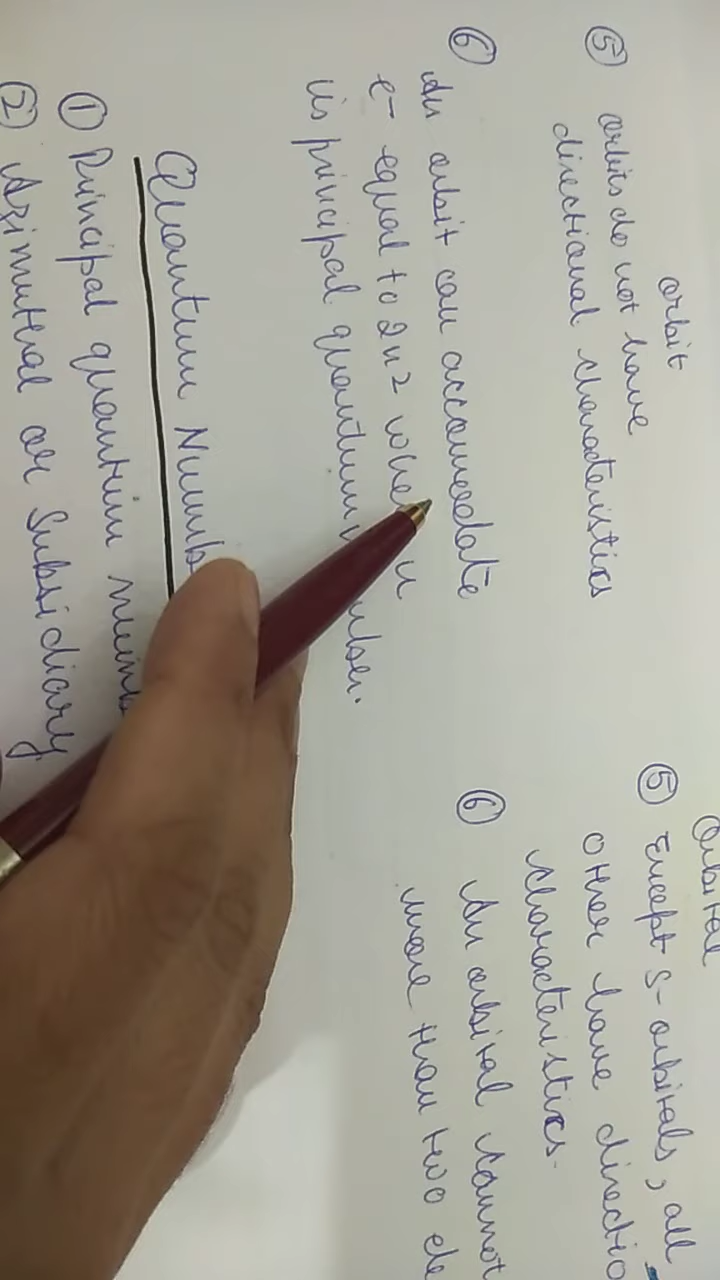 orbit
⑤ orbits do not have
directional characteristics
⑥ An orbit can accomedate
e- equal to 2n2 n
is principal quantum
Orbital
⑤ Except s-orbitals, all
other have directio
characteristics.
⑥ An orbital cannot
more than two ele
Quantum Numb
① Principal quantum numb
② Azimuthal or Subsidiary